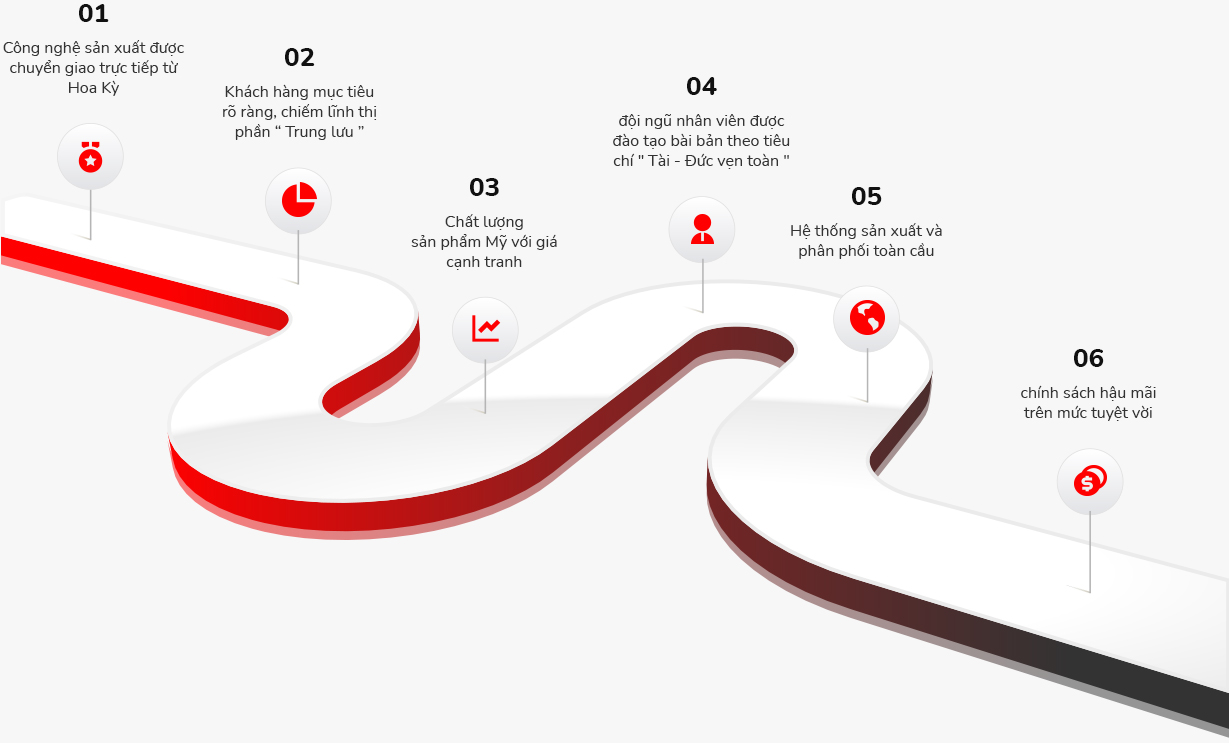 01
Công nghệ sản xuất được
chuyển giao trực tiếp từ
Hoa Kỳ
02
Khách hàng mục tiêu
rõ ràng, chiếm lĩnh thị
phần “ Trung lưu ”
03
Chất lượng
sản phẩm Mỹ với giá
cạnh tranh
04
đội ngũ nhân viên được
đào tạo bài bản theo tiêu
chí " Tài - Đức vẹn toàn "
05
Hệ thống sản xuất và
phân phối toàn cầu
06
chính sách hậu mãi
trên mức tuyệt vời